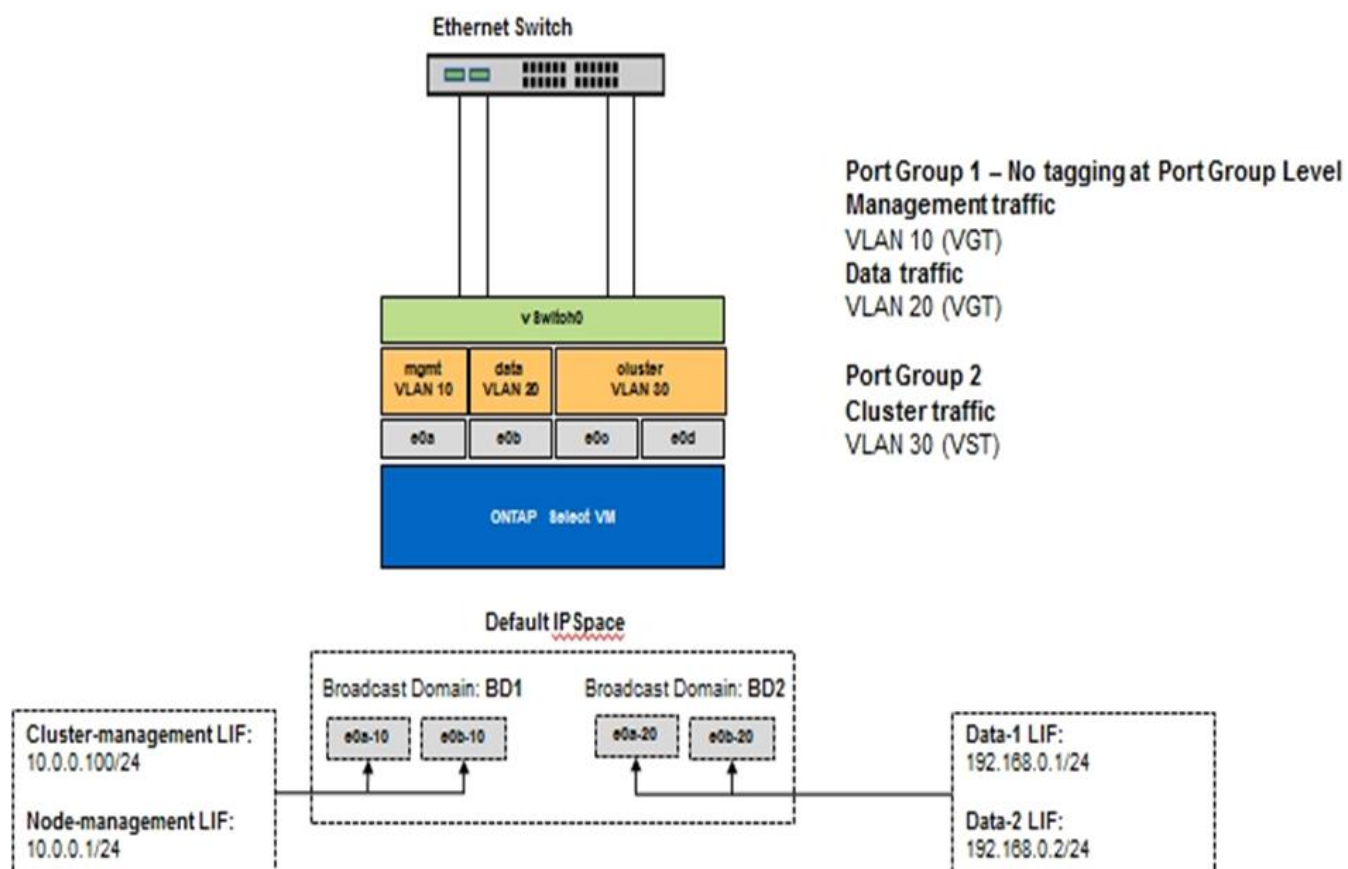 Ethernet Switch
Port Group 1 – No tagging at Port Group Level
Management traffic
VLAN 10 (VGT)
Data traffic
VLAN 20 (VGT)
Port Group 2
Cluster traffic
VLAN 30 (VST)
vSwitch0
mgmt
VLAN 10
data
VLAN 20
cluster
VLAN 30
e0a
e0b
e0c
e0d
ONTAP Select VM
Default IPSpace
Broadcast Domain: BD1
Broadcast Domain: BD2
e0a-10
e0b-10
e0a-20
e0b-20
Cluster-management LIF:
10.0.0.100/24
Node-management LIF:
10.0.0.1/24
Data-1 LIF:
192.168.0.1/24
Data-2 LIF:
192.168.0.2/24